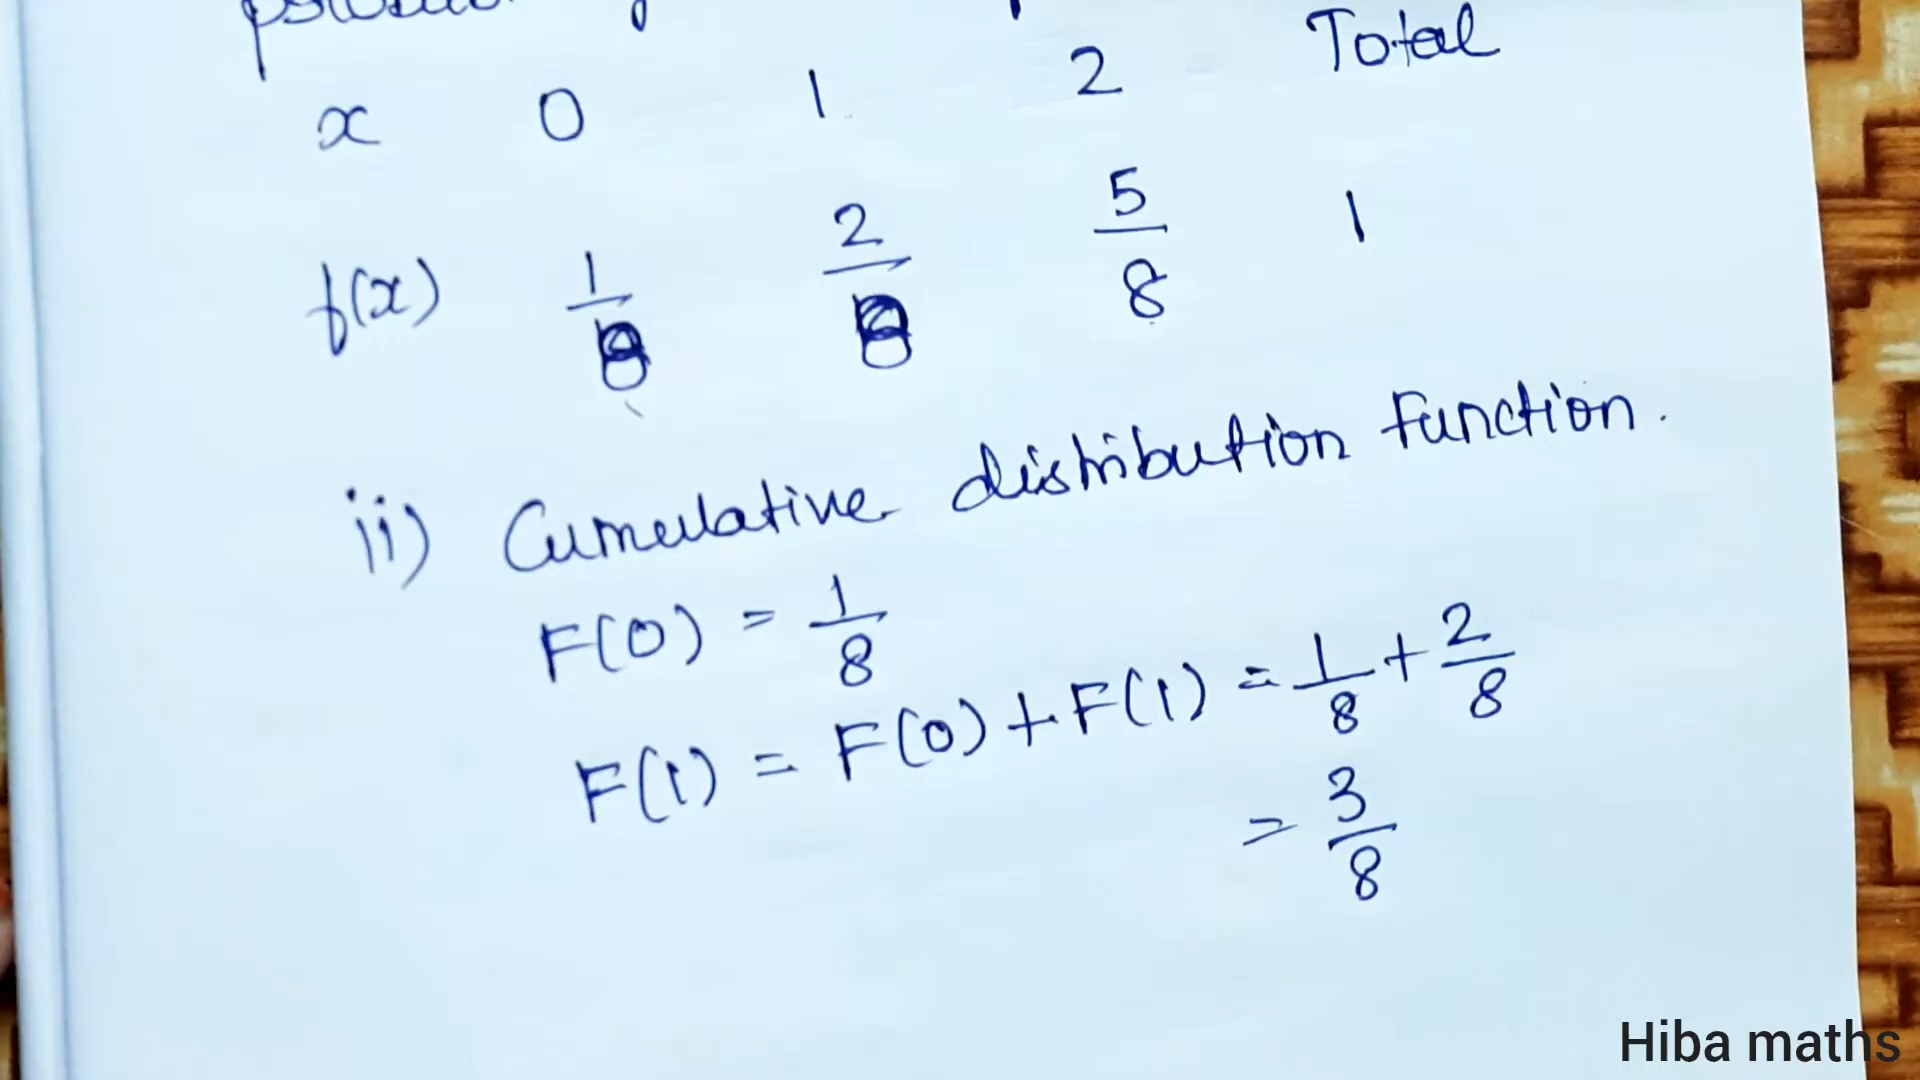 x 0 1 2 Total
f(x) 1/8 2/8 5/8 1
ii) Cumulative distribution function.
F(0) = 1/8
F(1) = F(0) + F(1) = 1/8 + 2/8
= 3/8
Hiba maths